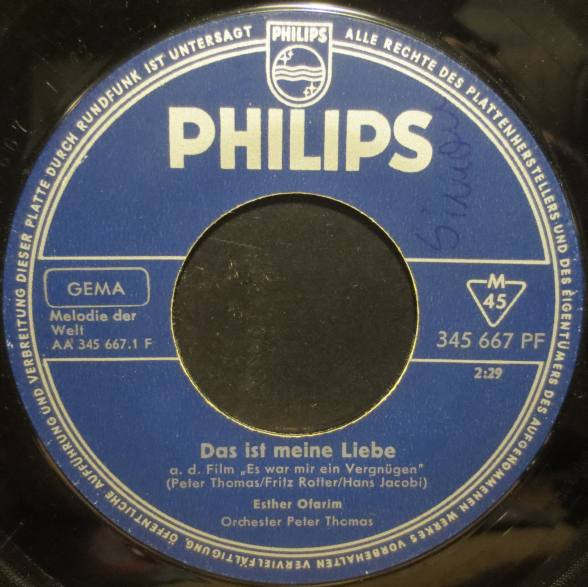 ALLE RECHTE DES PLATTENHERSTELLERS UND DES EIGENTÜMERS DES AUFGENOMMENEN WERKES VORBEHALTEN VERVIELFÄLTIGUNG, ÖFFENTLICHE AUFFÜHRUNG UND VERBREITUNG DIESER PLATTE DURCH RUNDFUNK IST UNTERSAGT
PHILIPS
PHILIPS
Simon
GEMA
Melodie der
Welt
AA 345 667.1 F
M
45
345 667 PF
2:29
Das ist meine Liebe
a. d. Film „Es war mir ein Vergnügen"
(Peter Thomas/Fritz Rotter/Hans Jacobi)
Esther Ofarim
Orchester Peter Thomas